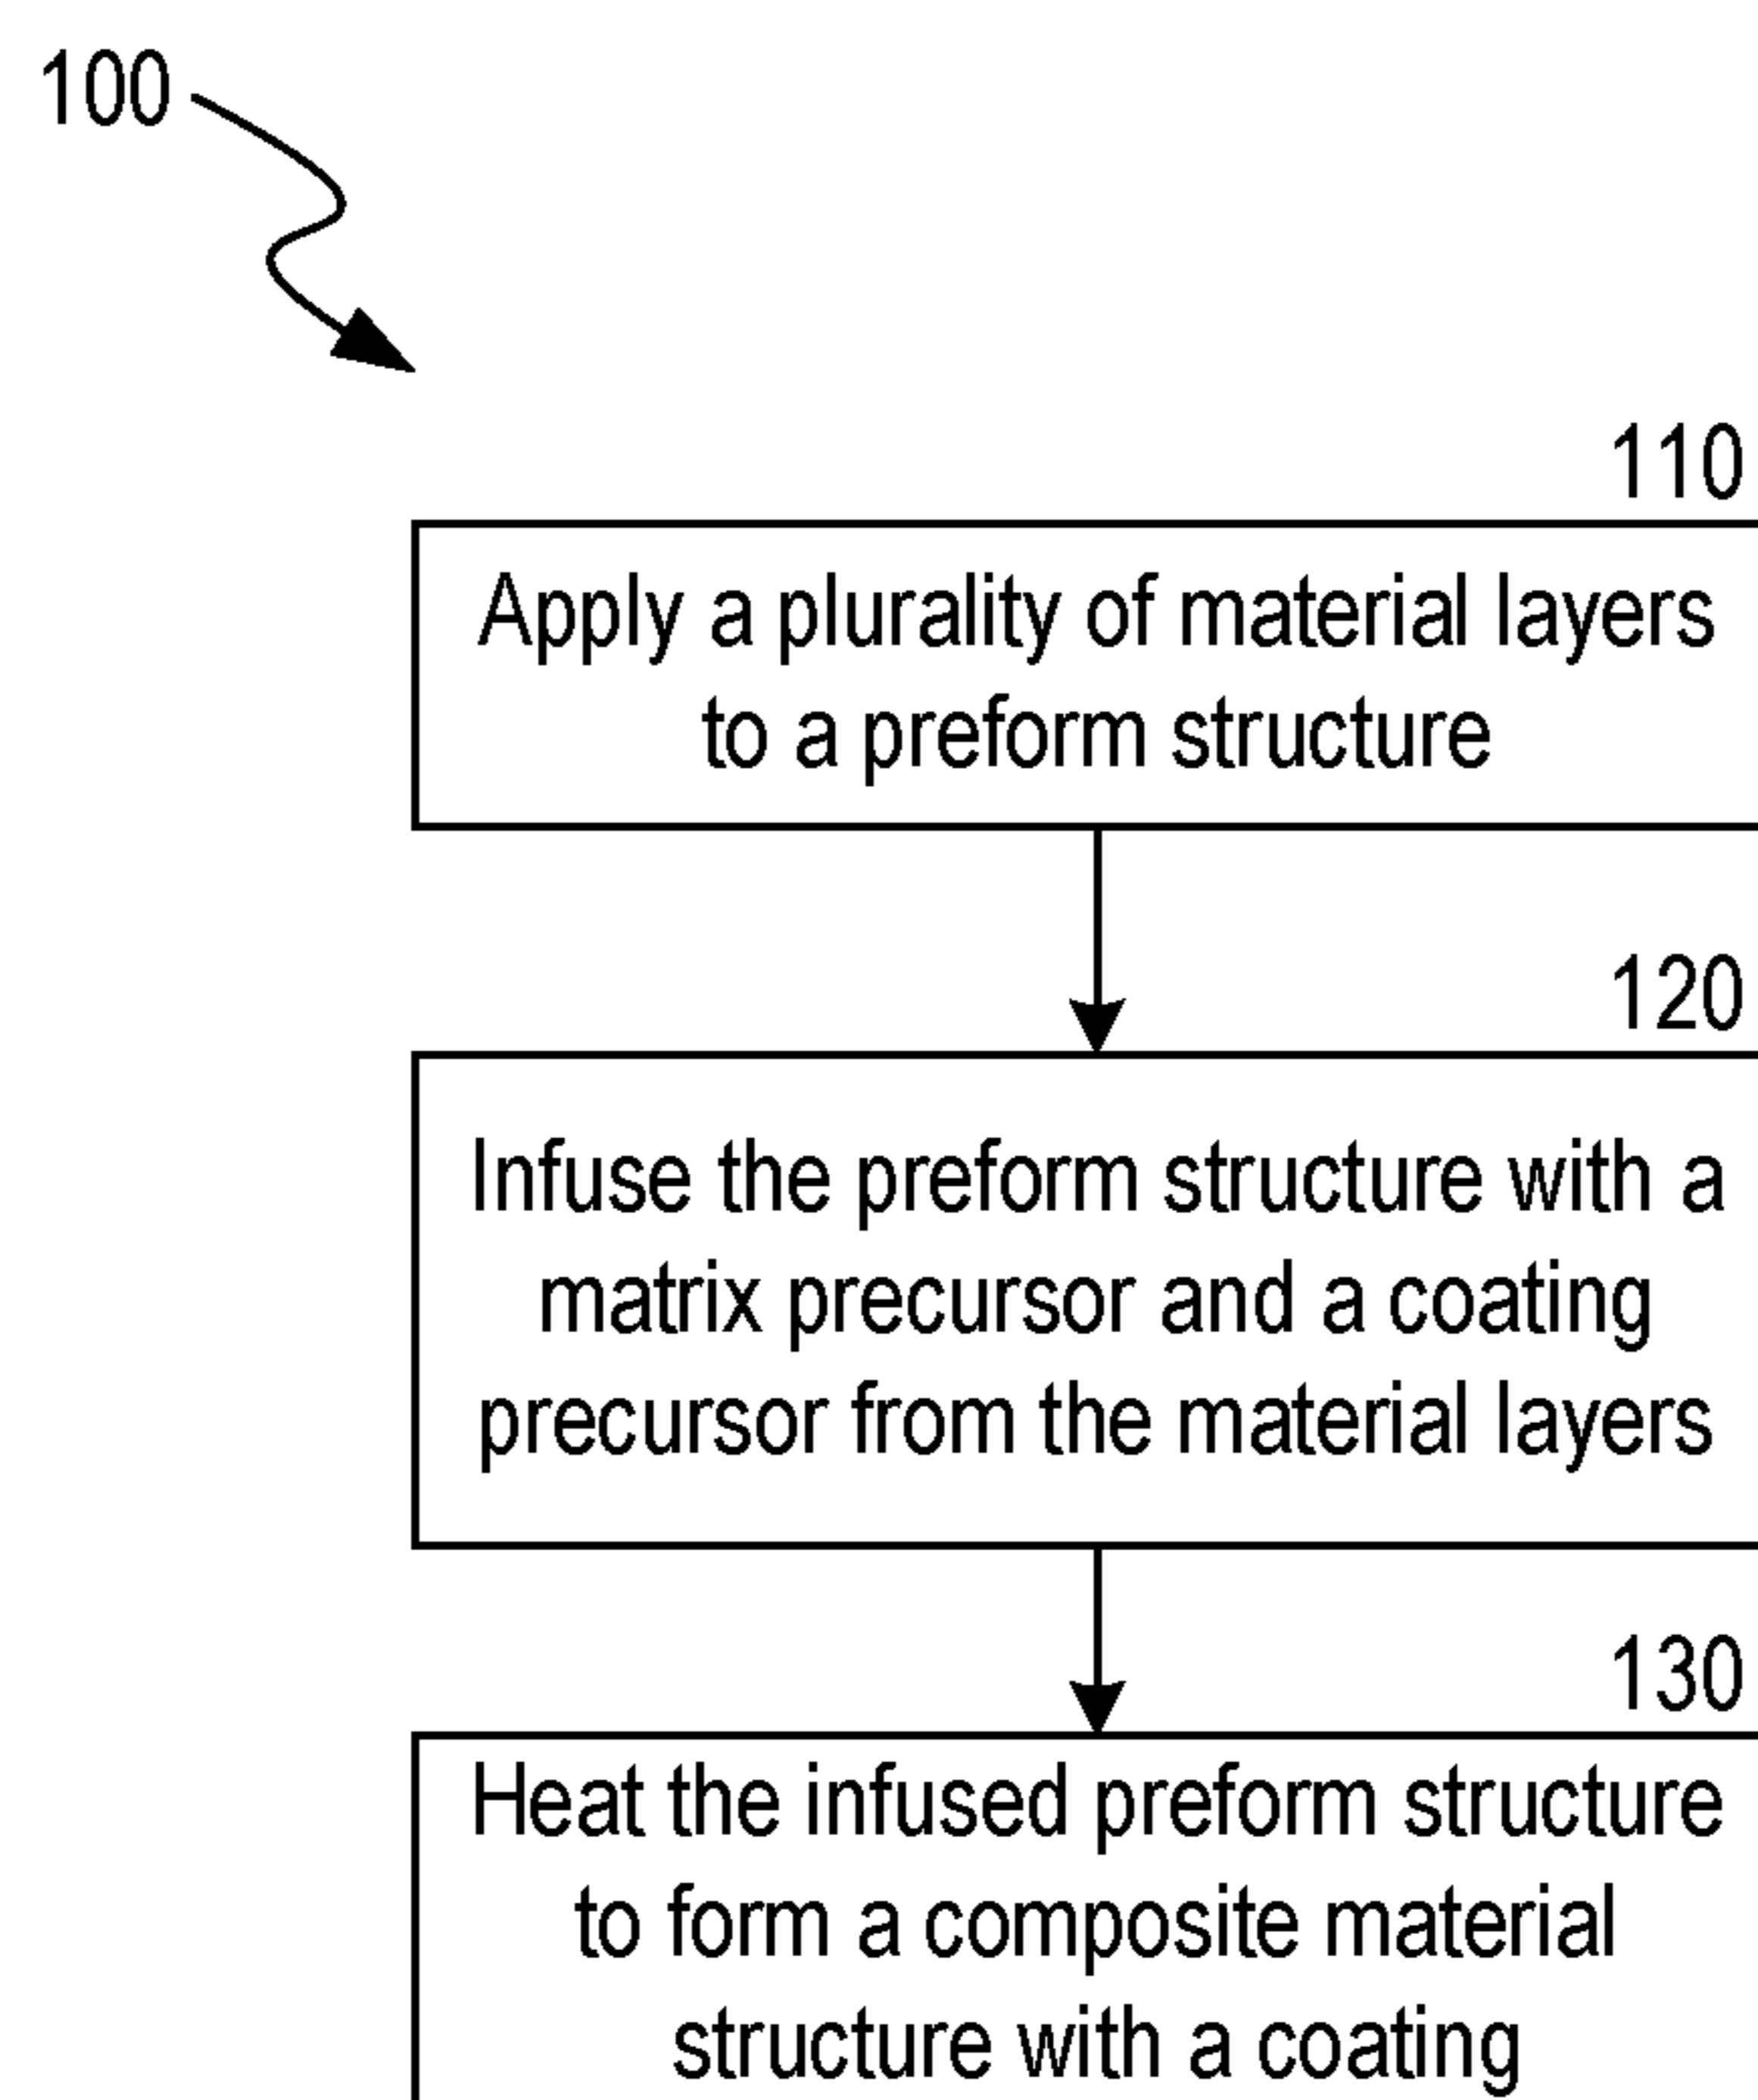 100
110
Apply a plurality of material layers
to a preform structure
120
Infuse the preform structure with a
matrix precursor and a coating
precursor from the material layers
130
Heat the infused preform structure
to form a composite material
structure with a coating